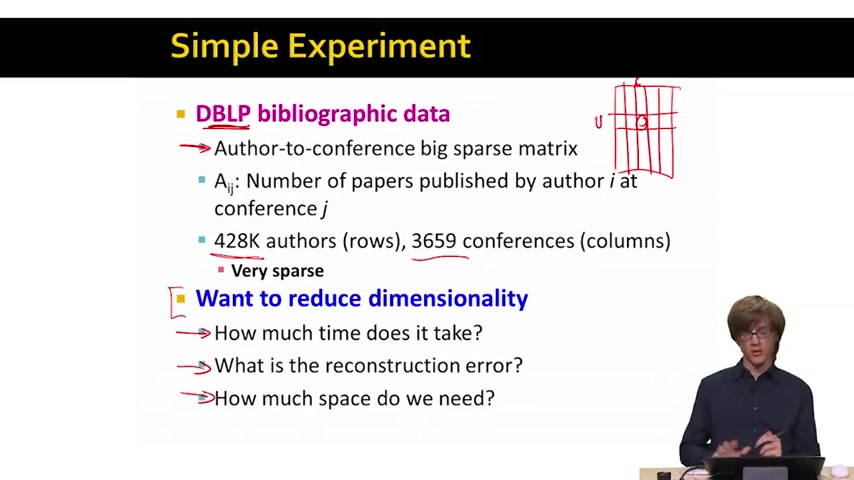 Simple Experiment
DBLP bibliographic data
Author-to-conference big sparse matrix
Aij: Number of papers published by author i at
conference j
428K authors (rows), 3659 conferences (columns)
Very sparse
Want to reduce dimensionality
How much time does it take?
What is the reconstruction error?
How much space do we need?